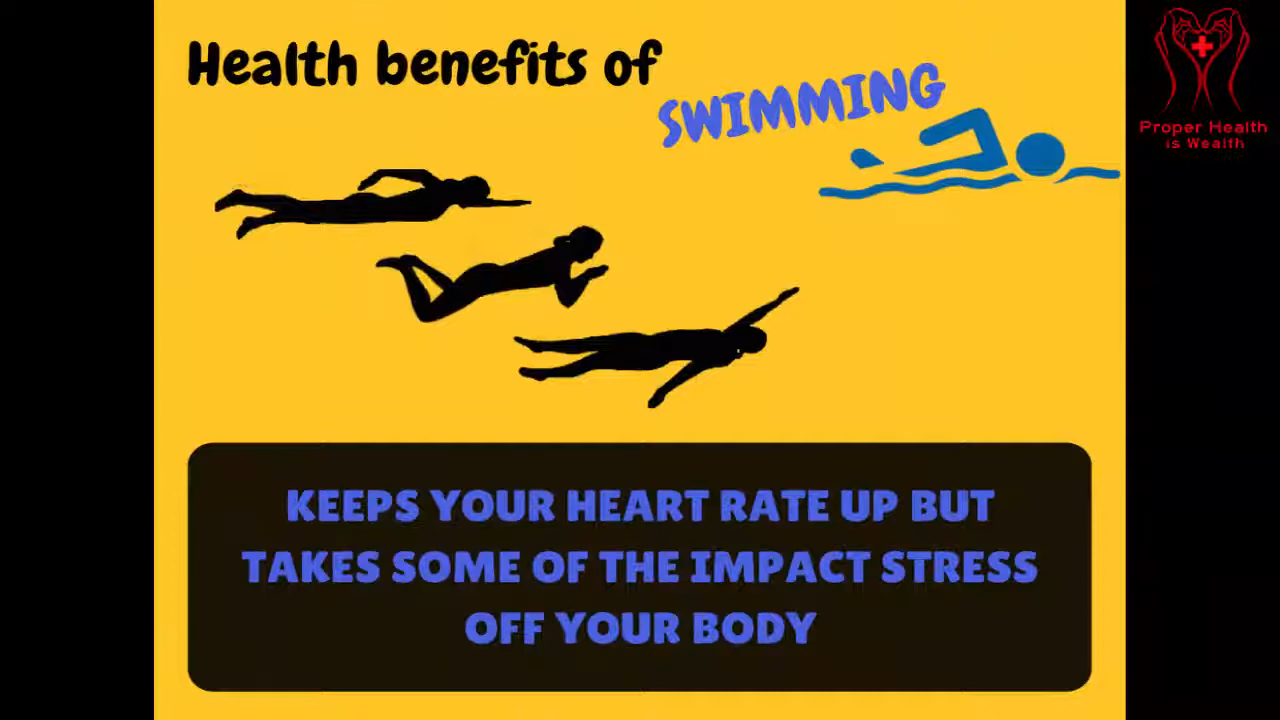 Health benefits of
SWIMMING
Proper Health
is Wealth
KEEPS YOUR HEART RATE UP BUT
TAKES SOME OF THE IMPACT STRESS
OFF YOUR BODY